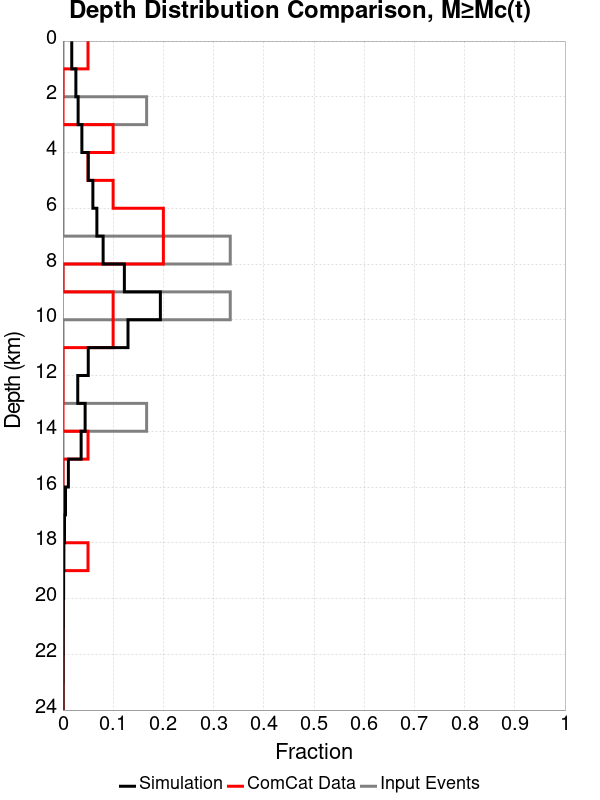 Depth Distribution Comparison, M≥Mc(t)
0
2
4
6
8
10
12
14
16
18
20
22
24
Depth (km)
0 0.1 0.2 0.3 0.4 0.5 0.6 0.7 0.8 0.9 1
Fraction
Simulation ComCat Data Input Events